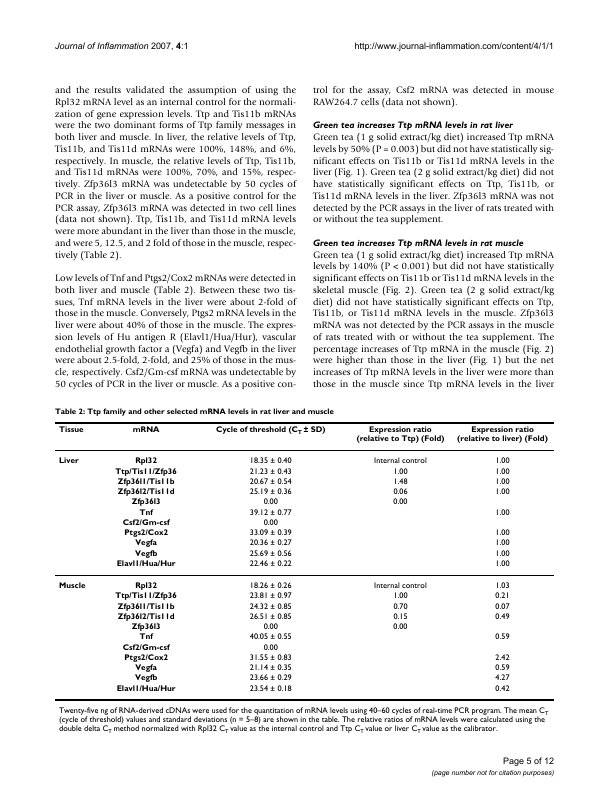 Journal of Inflammation 2007, 4:1
http://www.journal-inflammation.com/content/4/1/1
and the results validated the assumption of using the
Rpl32 mRNA level as an internal control for the normali-
zation of gene expression levels. Ttp and Tis11b mRNAs
were the two dominant forms of Ttp family messages in
both liver and muscle. In liver, the relative levels of Ttp,
Tis11b, and Tis11d mRNAs were 100%, 148%, and 6%,
respectively. In muscle, the relative levels of Ttp, Tis11b,
and Tis11d mRNAs were 100%, 70%, and 15%, respec-
tively. Zfp36l3 mRNA was undetectable by 50 cycles of
PCR in the liver or muscle. As a positive control for the
PCR assay, Zfp36l3 mRNA was detected in two cell lines
(data not shown). Ttp, Tis11b, and Tis11d mRNA levels
were more abundant in the liver than those in the muscle,
and were 5, 12.5, and 2 fold of those in the muscle, respec-
tively (Table 2).
Low levels of Tnf and Ptgs2/Cox2 mRNAs were detected in
both liver and muscle (Table 2). Between these two tis-
sues, Tnf mRNA levels in the liver were about 2-fold of
those in the muscle. Conversely, Ptgs2 mRNA levels in the
liver were about 40% of those in the muscle. The expres-
sion levels of Hu antigen R (Elavl1/Hua/Hur), vascular
endothelial growth factor a (Vegfa) and Vegfb in the liver
were about 2.5-fold, 2-fold, and 25% of those in the mus-
cle, respectively. Csf2/Gm-csf mRNA was undetectable by
50 cycles of PCR in the liver or muscle. As a positive con-
trol for the assay, Csf2 mRNA was detected in mouse
RAW264.7 cells (data not shown).
Green tea increases Ttp mRNA levels in rat liver
Green tea (1 g solid extract/kg diet) increased Ttp mRNA
levels by 50% (P = 0.003) but did not have statistically sig-
nificant effects on Tis11b or Tis11d mRNA levels in the
liver (Fig. 1). Green tea (2 g solid extract/kg diet) did not
have statistically significant effects on Ttp, Tis11b, or
Tis11d mRNA levels in the liver. Zfp36l3 mRNA was not
detected by the PCR assays in the liver of rats treated with
or without the tea supplement.
Green tea increases Ttp mRNA levels in rat muscle
Green tea (1 g solid extract/kg diet) increased Ttp mRNA
levels by 140% (P < 0.001) but did not have statistically
significant effects on Tis11b or Tis11d mRNA levels in the
skeletal muscle (Fig. 2). Green tea (2 g solid extract/kg
diet) did not have statistically significant effects on Ttp,
Tis11b, or Tis11d mRNA levels in the muscle. Zfp36l3
mRNA was not detected by the PCR assays in the muscle
of rats treated with or without the tea supplement. The
percentage increases of Ttp mRNA in the muscle (Fig. 2)
were higher than those in the liver (Fig. 1) but the net
increases of Ttp mRNA levels in the liver were more than
those in the muscle since Ttp mRNA levels in the liver
Table 2: Ttp family and other selected mRNA levels in rat liver and muscle
Tissue mRNA Cycle of threshold (CT ± SD) Expression ratio (relative to Ttp) (Fold) Expression ratio (relative to liver) (Fold)
Liver Rpl32 18.35 ± 0.40 Internal control 1.00
Ttp/Tis11/Zfp36 21.23 ± 0.43 1.00 1.00
Zfp36l1/Tis11b 20.67 ± 0.54 1.48 1.00
Zfp36l2/Tis11d 25.19 ± 0.36 0.06 1.00
Zfp36l3 0.00 0.00
Tnf 39.12 ± 0.77 1.00
Csf2/Gm-csf 0.00
Ptgs2/Cox2 33.09 ± 0.39 1.00
Vegfa 20.36 ± 0.27 1.00
Vegfb 25.69 ± 0.56 1.00
Elavl1/Hua/Hur 22.46 ± 0.22 1.00
Muscle Rpl32 18.26 ± 0.26 Internal control 1.03
Ttp/Tis11/Zfp36 23.81 ± 0.97 1.00 0.21
Zfp36l1/Tis11b 24.32 ± 0.85 0.70 0.07
Zfp36l2/Tis11d 26.51 ± 0.85 0.15 0.49
Zfp36l3 0.00 0.00
Tnf 40.05 ± 0.55 0.59
Csf2/Gm-csf 0.00
Ptgs2/Cox2 31.55 ± 0.83 2.42
Vegfa 21.14 ± 0.35 0.59
Vegfb 23.66 ± 0.29 4.27
Elavl1/Hua/Hur 23.54 ± 0.18 0.42
Twenty-five ng of RNA-derived cDNAs were used for the quantitation of mRNA levels using 40–60 cycles of real-time PCR program. The mean CT
(cycle of threshold) values and standard deviations (n = 5–8) are shown in the table. The relative ratios of mRNA levels were calculated using the
double delta CT method normalized with Rpl32 CT value as the internal control and Ttp CT value or liver CT value as the calibrator.
Page 5 of 12
(page number not for citation purposes)